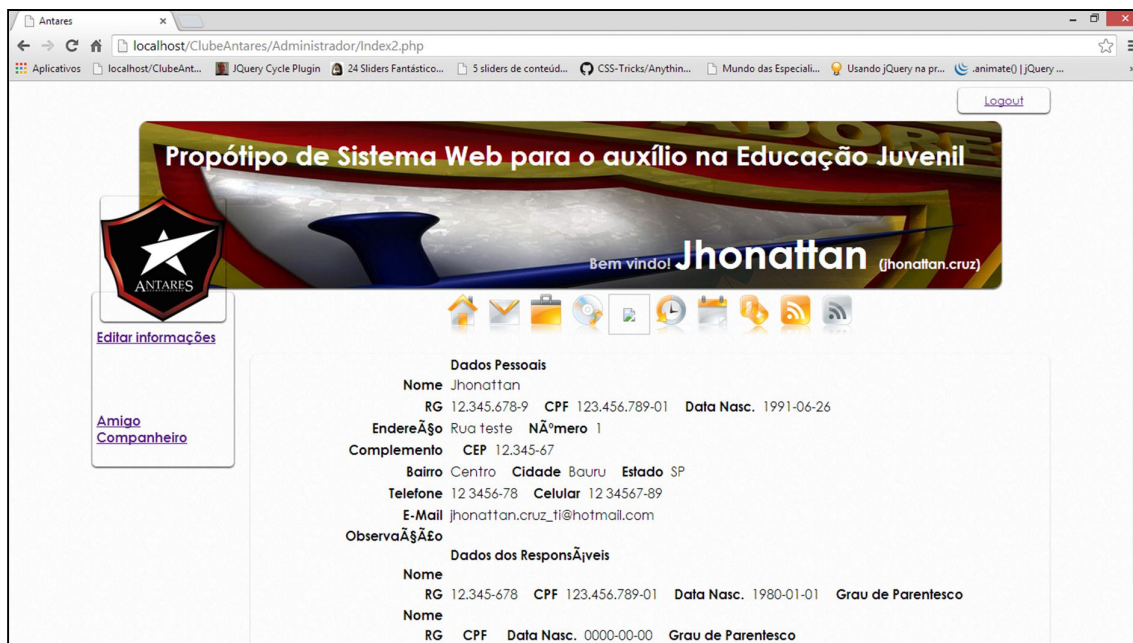 Antares
localhost/ClubeAntares/Administrador/Index2.php
Aplicativos localhost/ClubeAnt... JQuery Cycle Plugin 24 Sliders Fantástico... 5 sliders de conteúd... CSS-Tricks/Anythin... Mundo das Especiali... Usando jQuery na pr... .animate() | jQuery ...
Logout
ADORES
Propótipo de Sistema Web para o auxílio na Educação Juvenil
Bem vindo! Jhonattan (jhonattan.cruz)
ANTARES
Editar informações
Amigo
Companheiro
Dados Pessoais
Nome Jhonattan
RG 12.345.678-9 CPF 123.456.789-01 Data Nasc. 1991-06-26
EndereÃ§o Rua teste NÃºmero 1
Complemento CEP 12.345-67
Bairro Centro Cidade Bauru Estado SP
Telefone 12 3456-78 Celular 12 34567-89
E-Mail jhonattan.cruz_ti@hotmail.com
ObservaÃ§Ã£o
Dados dos ResponsÃ¡veis
Nome
RG 12.345-678 CPF 123.456.789-01 Data Nasc. 1980-01-01 Grau de Parentesco
Nome
RG CPF Data Nasc. 0000-00-00 Grau de Parentesco